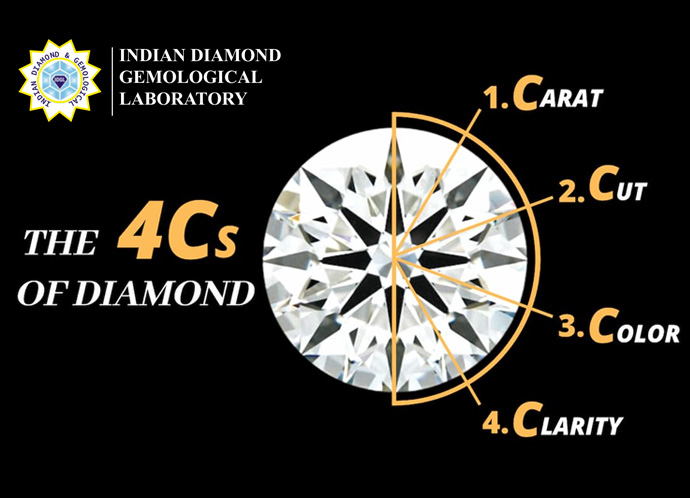 INDIAN DIAMOND & GEMOLOGICAL
IDGL
INDIAN DIAMOND
GEMOLOGICAL
LABORATORY
THE 4Cs
OF DIAMOND
1. CARAT
2. CUT
3. COLOR
4. CLARITY